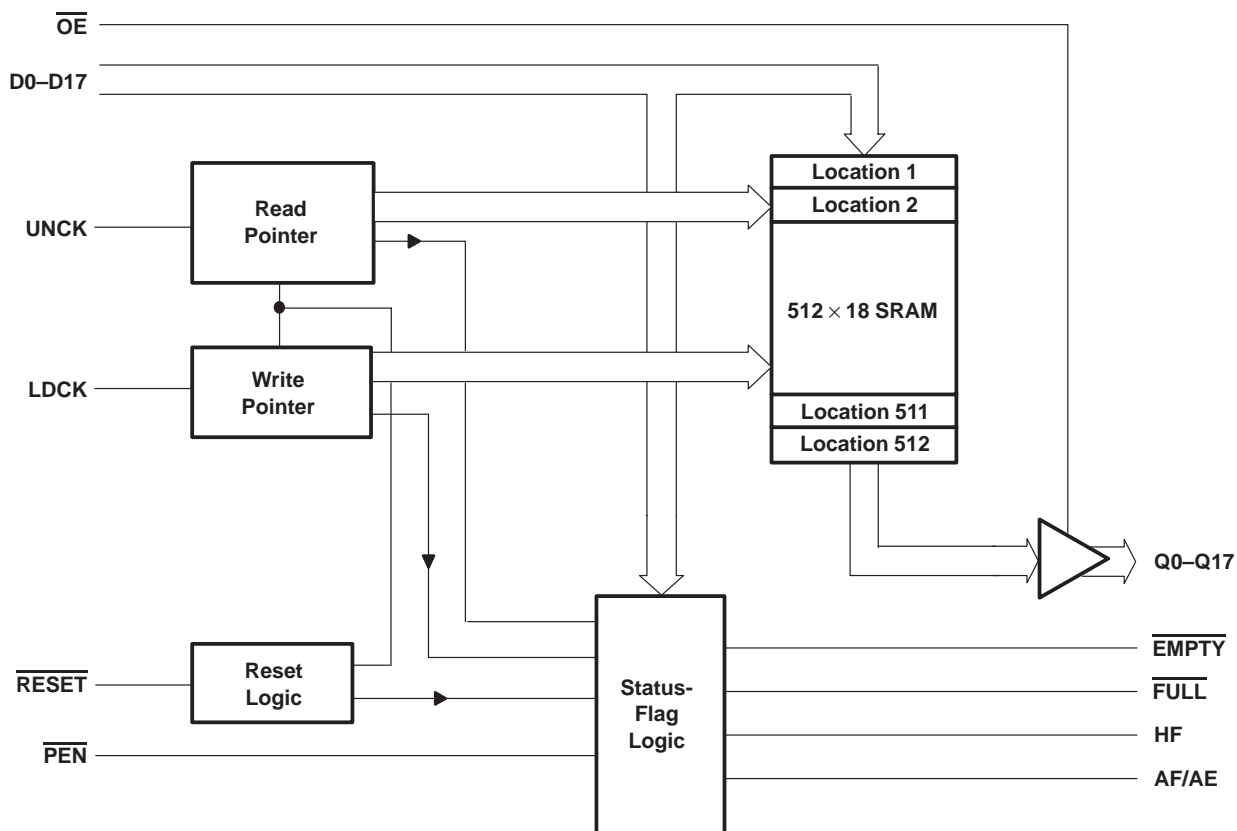 OE
D0–D17
UNCK
Read
Pointer
LDCK
Write
Pointer
Location 1
Location 2
512 × 18 SRAM
Location 511
Location 512
Q0–Q17
RESET
Reset
Logic
PEN
Status-
Flag
Logic
EMPTY
FULL
HF
AF/AE